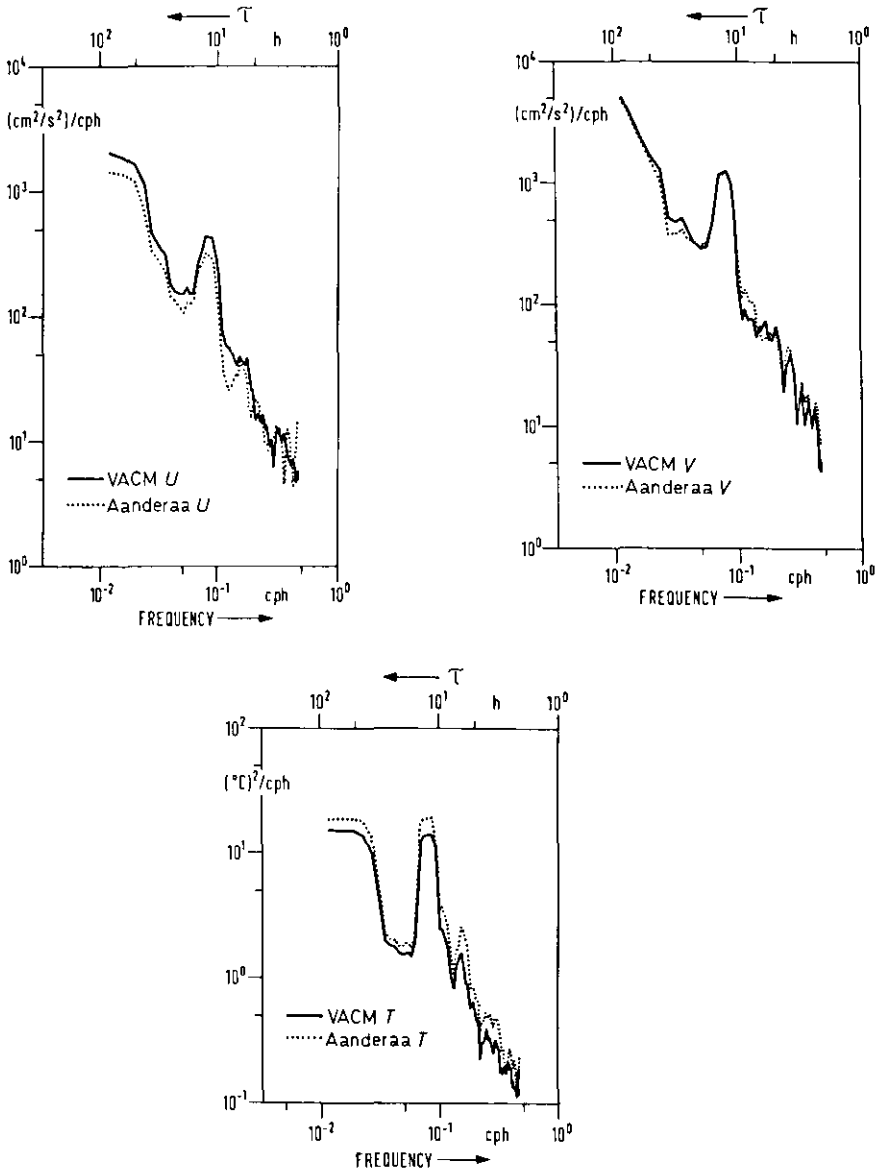 τ
10² 10¹ h 10⁰
10⁴
(cm²/s²)/cph
10³
10²
10¹
VACM U
Aanderaa U
10⁰
10⁻² 10⁻¹ cph 10⁰
FREQUENCY
τ
10² 10¹ h 10⁰
10⁴
(cm²/s²)/cph
10³
10²
10¹
VACM V
Aanderaa V
10⁰
10⁻² 10⁻¹ cph 10⁰
FREQUENCY
τ
10² 10¹ h 10⁰
10²
(°C)²/cph
10¹
10⁰
VACM T
Aanderaa T
10⁻¹
10⁻² 10⁻¹ cph 10⁰
FREQUENCY